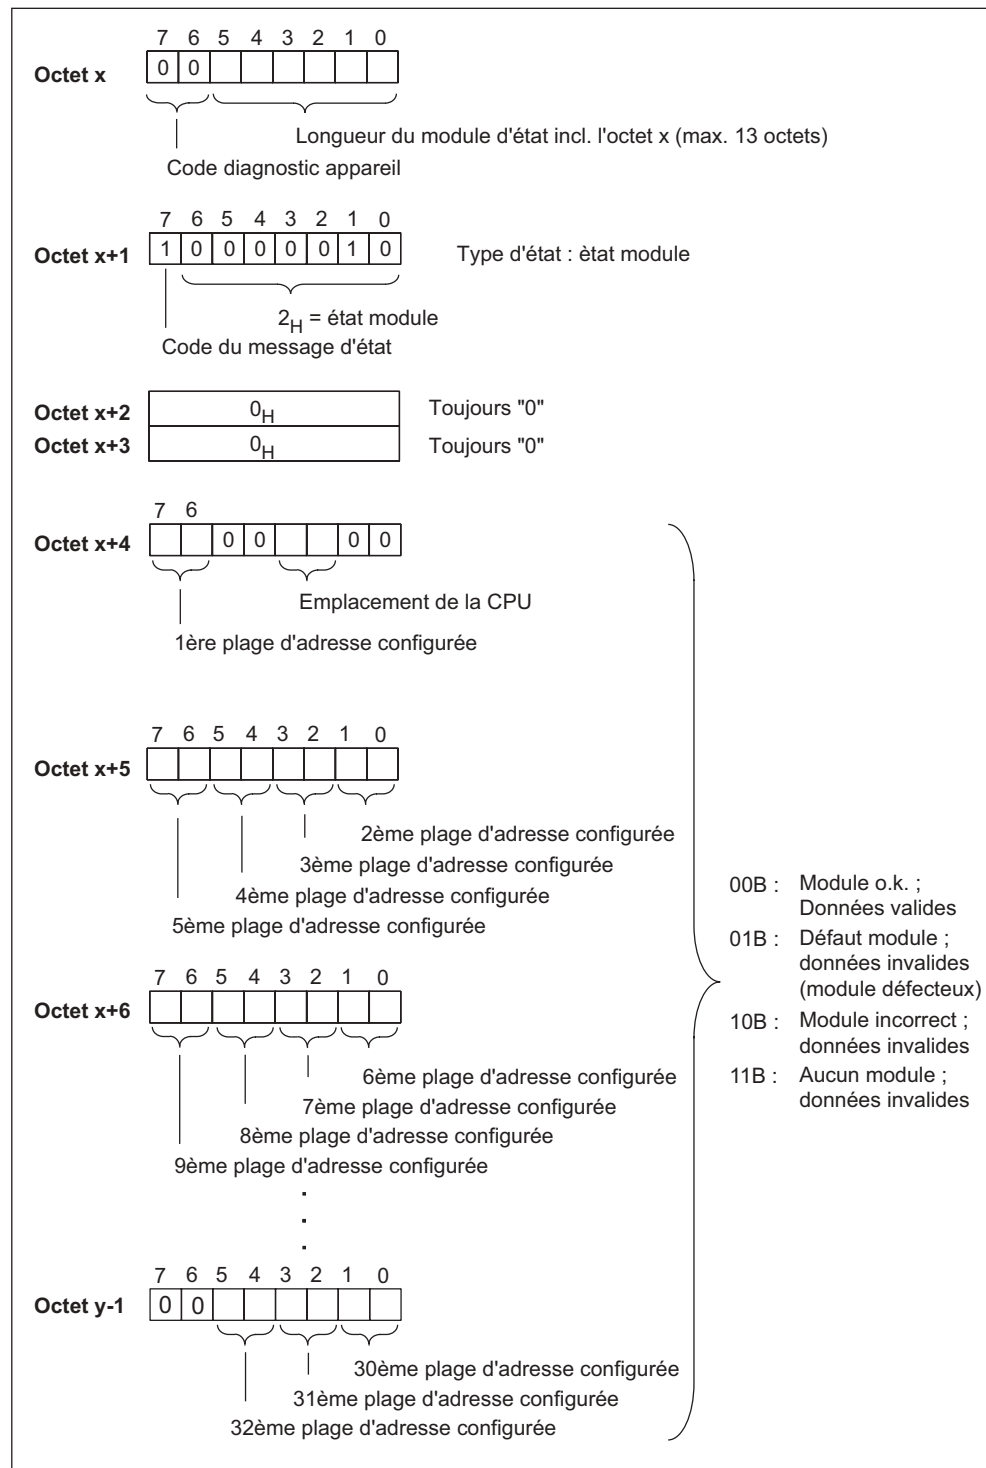 7 6 5 4 3 2 1 0
Octet x 0 0
Longueur du module d'état incl. l'octet x (max. 13 octets)
Code diagnostic appareil
7 6 5 4 3 2 1 0
Octet x+1 1 0 0 0 0 0 1 0 Type d'état : ètat module
2H = état module
Code du message d'état
Octet x+2 0H Toujours "0"
Octet x+3 0H Toujours "0"
7 6
Octet x+4 0 0 0 0
Emplacement de la CPU
1ère plage d'adresse configurée
7 6 5 4 3 2 1 0
Octet x+5
2ème plage d'adresse configurée
3ème plage d'adresse configurée
4ème plage d'adresse configurée
5ème plage d'adresse configurée
7 6 5 4 3 2 1 0
Octet x+6
6ème plage d'adresse configurée
7ème plage d'adresse configurée
8ème plage d'adresse configurée
9ème plage d'adresse configurée
.
.
.
7 6 5 4 3 2 1 0
Octet y-1 0 0
30ème plage d'adresse configurée
31ème plage d'adresse configurée
32ème plage d'adresse configurée
00B : Module o.k. ;
Données valides
01B : Défaut module ;
données invalides
(module défecteux)
10B : Module incorrect ;
données invalides
11B : Aucun module ;
données invalides